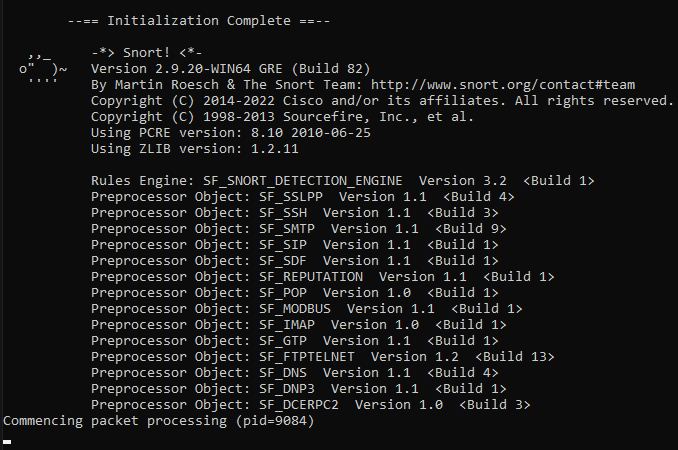 --== Initialization Complete ==--
,,_ -*> Snort! <*-
o" )~ Version 2.9.20-WIN64 GRE (Build 82)
'''' By Martin Roesch & The Snort Team: http://www.snort.org/contact#team
Copyright (C) 2014-2022 Cisco and/or its affiliates. All rights reserved.
Copyright (C) 1998-2013 Sourcefire, Inc., et al.
Using PCRE version: 8.10 2010-06-25
Using ZLIB version: 1.2.11
Rules Engine: SF_SNORT_DETECTION_ENGINE Version 3.2 <Build 1>
Preprocessor Object: SF_SSLPP Version 1.1 <Build 4>
Preprocessor Object: SF_SSH Version 1.1 <Build 3>
Preprocessor Object: SF_SMTP Version 1.1 <Build 9>
Preprocessor Object: SF_SIP Version 1.1 <Build 1>
Preprocessor Object: SF_SDF Version 1.1 <Build 1>
Preprocessor Object: SF_REPUTATION Version 1.1 <Build 1>
Preprocessor Object: SF_POP Version 1.0 <Build 1>
Preprocessor Object: SF_MODBUS Version 1.1 <Build 1>
Preprocessor Object: SF_IMAP Version 1.0 <Build 1>
Preprocessor Object: SF_GTP Version 1.1 <Build 1>
Preprocessor Object: SF_FTPTELNET Version 1.2 <Build 13>
Preprocessor Object: SF_DNS Version 1.1 <Build 4>
Preprocessor Object: SF_DNP3 Version 1.1 <Build 1>
Preprocessor Object: SF_DCERPC2 Version 1.0 <Build 3>
Commencing packet processing (pid=9084)